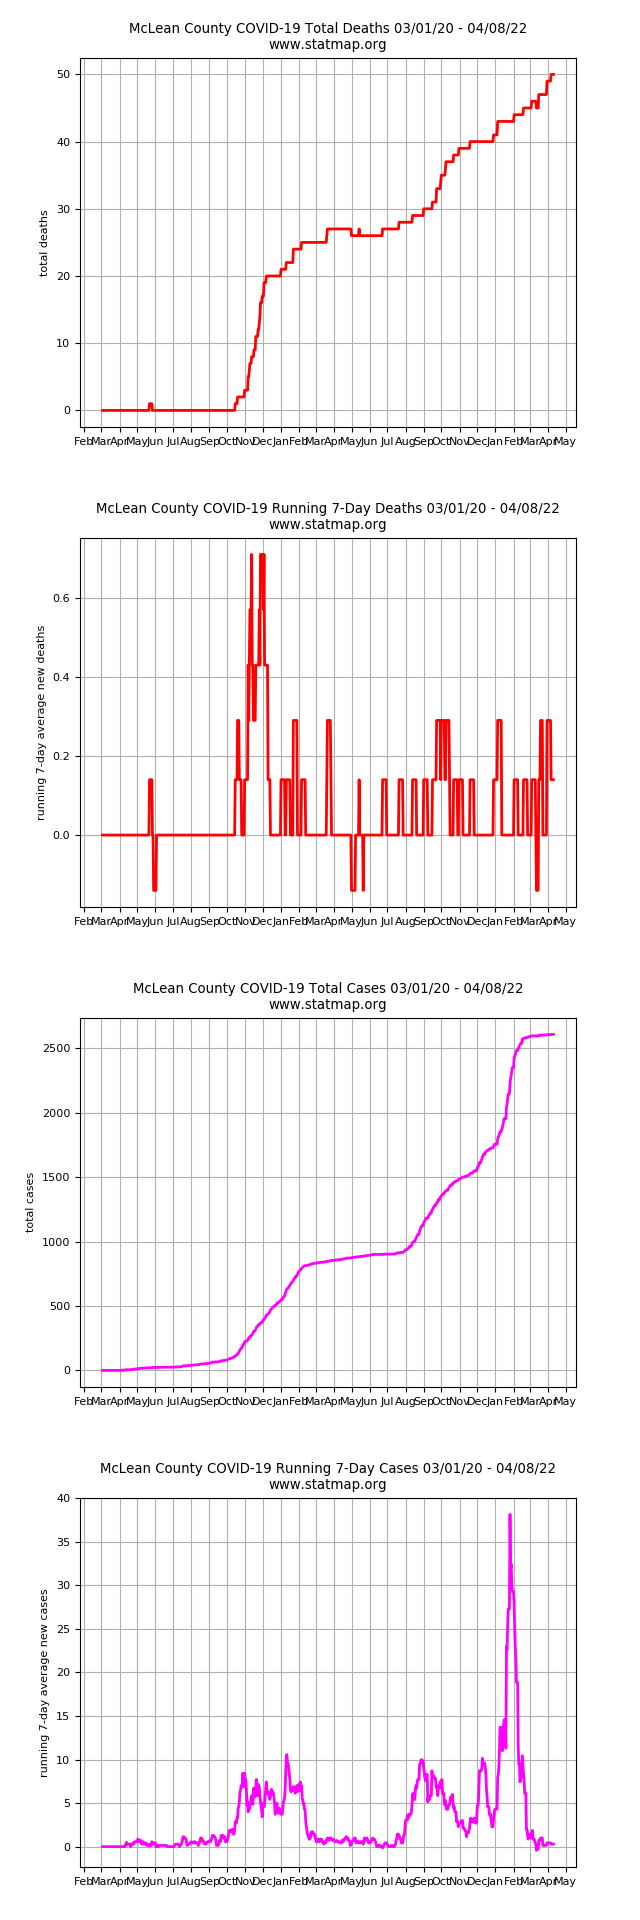 McLean County COVID-19 Total Deaths 03/01/20 - 04/08/22
www.statmap.org
50
40
30
20
10
0
total deaths
Feb Mar Apr May Jun Jul Aug Sep Oct Nov Dec Jan Feb Mar Apr May Jun Jul Aug Sep Oct Nov Dec Jan Feb Mar Apr May
McLean County COVID-19 Running 7-Day Deaths 03/01/20 - 04/08/22
www.statmap.org
0.6
0.4
0.2
0.0
running 7-day average new deaths
Feb Mar Apr May Jun Jul Aug Sep Oct Nov Dec Jan Feb Mar Apr May Jun Jul Aug Sep Oct Nov Dec Jan Feb Mar Apr May
McLean County COVID-19 Total Cases 03/01/20 - 04/08/22
www.statmap.org
2500
2000
1500
1000
500
0
total cases
Feb Mar Apr May Jun Jul Aug Sep Oct Nov Dec Jan Feb Mar Apr May Jun Jul Aug Sep Oct Nov Dec Jan Feb Mar Apr May
McLean County COVID-19 Running 7-Day Cases 03/01/20 - 04/08/22
www.statmap.org
40
35
30
25
20
15
10
5
0
running 7-day average new cases
Feb Mar Apr May Jun Jul Aug Sep Oct Nov Dec Jan Feb Mar Apr May Jun Jul Aug Sep Oct Nov Dec Jan Feb Mar Apr May